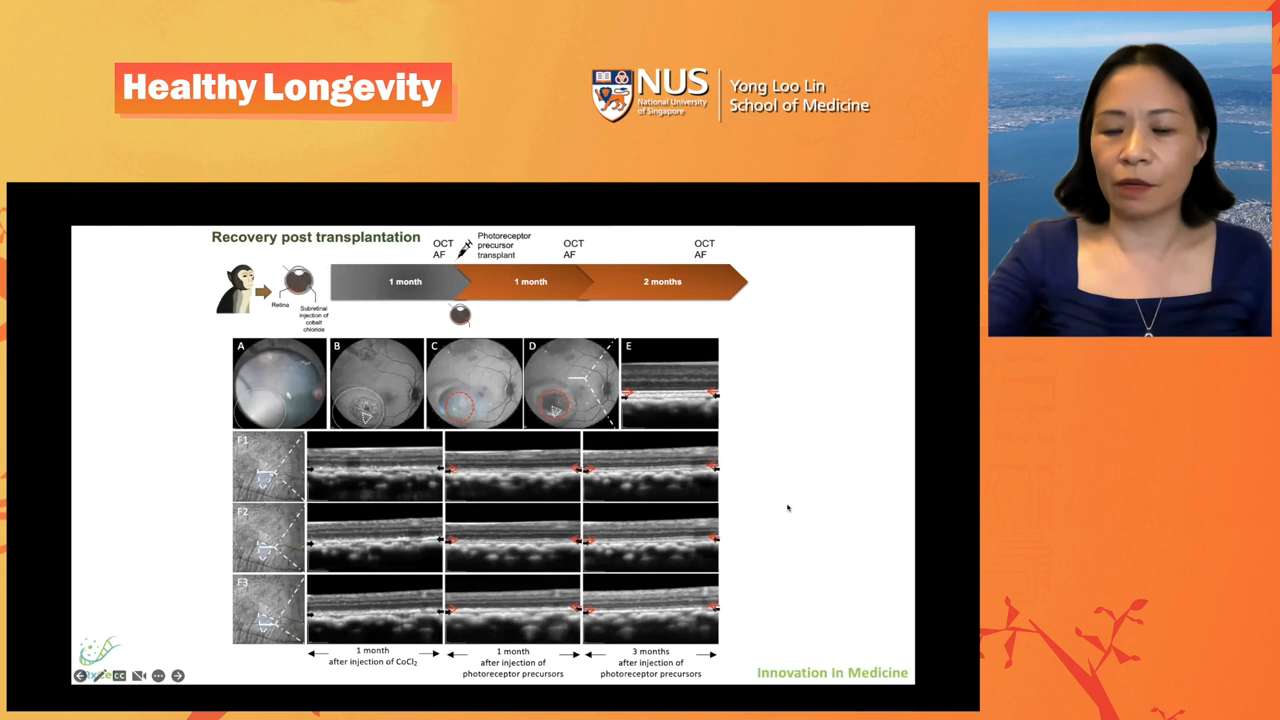 Healthy Longevity
NUS
National University
of Singapore
Yong Loo Lin
School of Medicine
Recovery post transplantation
OCT
AF
Photoreceptor
precursor
transplant
OCT
AF
OCT
AF
1 month
1 month
2 months
Retina
Subretinal
injection of
cobalt
chloride
A
B
C
D
E
F1
F2
F3
1 month
after injection of CoCl₂
1 month
after injection of
photoreceptor precursors
3 months
after injection of
photoreceptor precursors
CC
Innovation In Medicine